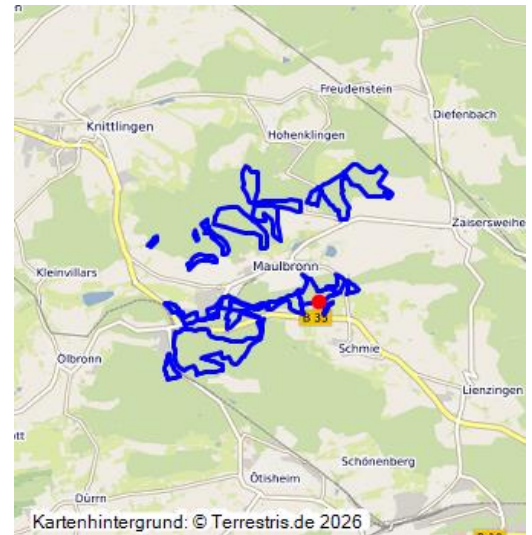 Freudenstein
Diefenbach
Knittlingen
Hohenklingen
Zaisersweihe
Kleinvillars
Maulbronn
B 35
Ölbronn
Schmie
Lienzingen
Schönenberg
Ötisheim
Dürrn
Kartenhintergrund: © Terrestris.de 2026